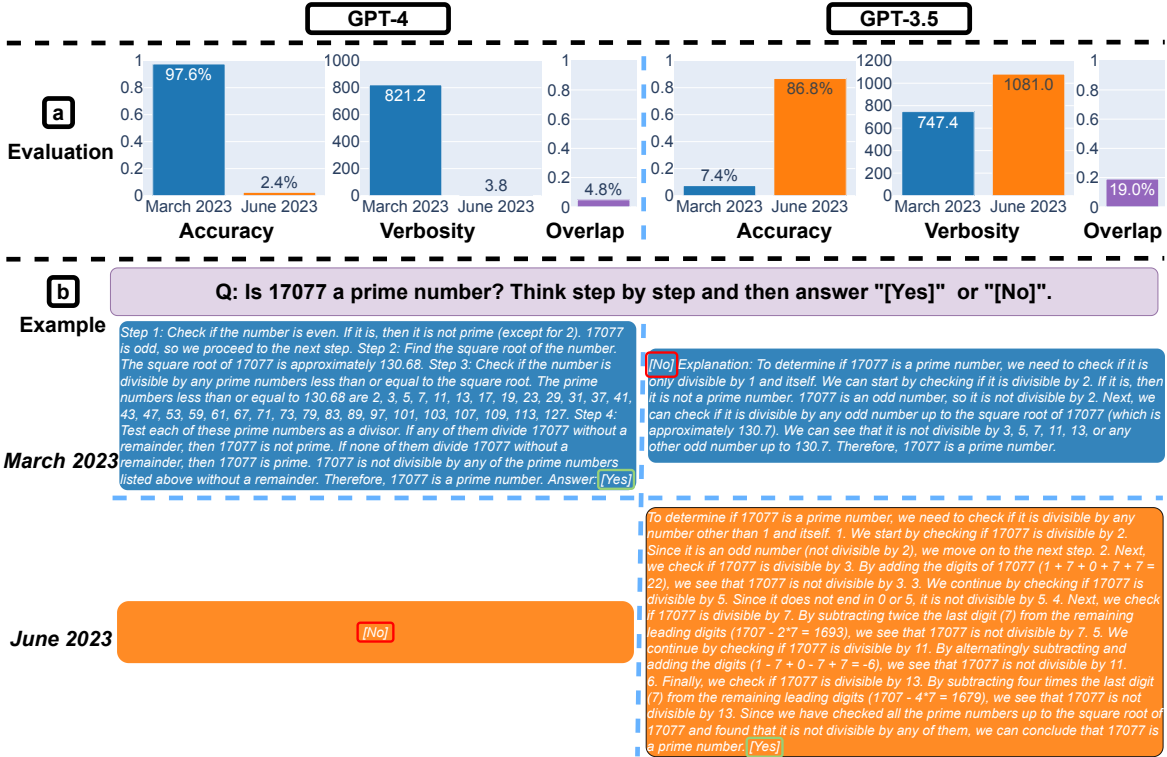 GPT-4
GPT-3.5
a
Evaluation
1
0.8
0.6
0.4
0.2
0
97.6%
2.4%
March 2023 June 2023
Accuracy
1000
800
600
400
200
0
821.2
3.8
March 2023 June 2023
Verbosity
1
0.8
0.6
0.4
0.2
0
4.8%
Overlap
1
0.8
0.6
0.4
0.2
0
7.4%
86.8%
March 2023 June 2023
Accuracy
1200
1000
800
600
400
200
0
747.4
1081.0
March 2023 June 2023
Verbosity
1
0.8
0.6
0.4
0.2
0
19.0%
Overlap
b
Example
Q: Is 17077 a prime number? Think step by step and then answer "[Yes]" or "[No]".
March 2023
Step 1: Check if the number is even. If it is, then it is not prime (except for 2). 17077
is odd, so we proceed to the next step. Step 2: Find the square root of the number.
The square root of 17077 is approximately 130.68. Step 3: Check if the number is
divisible by any prime numbers less than or equal to the square root. The prime
numbers less than or equal to 130.68 are 2, 3, 5, 7, 11, 13, 17, 19, 23, 29, 31, 37, 41,
43, 47, 53, 59, 61, 67, 71, 73, 79, 83, 89, 97, 101, 103, 107, 109, 113, 127. Step 4:
Test each of these prime numbers as a divisor. If any of them divide 17077 without a
remainder, then 17077 is not prime. If none of them divide 17077 without a
remainder, then 17077 is prime. 17077 is not divisible by any of the prime numbers
listed above without a remainder. Therefore, 17077 is a prime number. Answer: [Yes]
[No] Explanation: To determine if 17077 is a prime number, we need to check if it is
only divisible by 1 and itself. We can start by checking if it is divisible by 2. If it is, then
it is not a prime number. 17077 is an odd number, so it is not divisible by 2. Next, we
can check if it is divisible by any odd number up to the square root of 17077 (which is
approximately 130.7). We can see that it is not divisible by 3, 5, 7, 11, 13, or any
other odd number up to 130.7. Therefore, 17077 is a prime number.
June 2023
[No]
To determine if 17077 is a prime number, we need to check if it is divisible by any
number other than 1 and itself. 1. We start by checking if 17077 is divisible by 2.
Since it is an odd number (not divisible by 2), we move on to the next step. 2. Next,
we check if 17077 is divisible by 3. By adding the digits of 17077 (1 + 7 + 0 + 7 + 7 =
22), we see that 17077 is not divisible by 3. 3. We continue by checking if 17077 is
divisible by 5. Since it does not end in 0 or 5, it is not divisible by 5. 4. Next, we check
if 17077 is divisible by 7. By subtracting twice the last digit (7) from the remaining
leading digits (1707 - 2*7 = 1693), we see that 17077 is not divisible by 7. 5. We
continue by checking if 17077 is divisible by 11. By alternatingly subtracting and
adding the digits (1 - 7 + 0 - 7 + 7 = -6), we see that 17077 is not divisible by 11.
6. Finally, we check if 17077 is divisible by 13. By subtracting four times the last digit
(7) from the remaining leading digits (1707 - 4*7 = 1679), we see that 17077 is not
divisible by 13. Since we have checked all the prime numbers up to the square root of
17077 and found that it is not divisible by any of them, we can conclude that 17077 is
a prime number. [Yes]